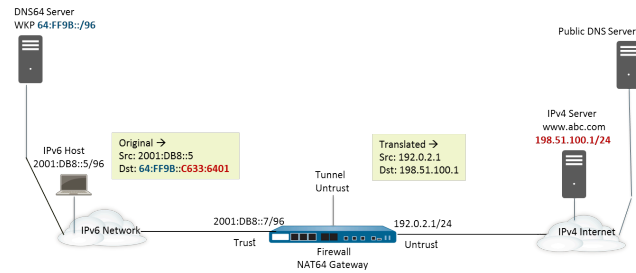 DNS64 Server
WKP 64:FF9B::/96
Public DNS Server
IPv4 Server
www.abc.com
198.51.100.1/24
IPv6 Host
2001:DB8::5/96
Original →
Src: 2001:DB8::5
Dst: 64:FF9B::C633:6401
Translated →
Src: 192.0.2.1
Dst: 198.51.100.1
Tunnel
Untrust
IPv6 Network
2001:DB8::7/96
Trust
192.0.2.1/24
Untrust
IPv4 Internet
Firewall
NAT64 Gateway